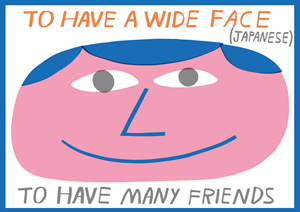 TO HAVE A WIDE FACE
(JAPANESE)
TO HAVE MANY FRIENDS